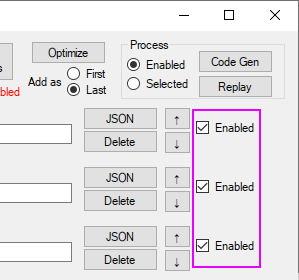 Process
Optimize
Enabled
Code Gen
Add as
First
Last
Selected
Replay
JSON
↑
Enabled
Delete
↓
JSON
↑
Enabled
Delete
↓
JSON
↑
Enabled
Delete
↓